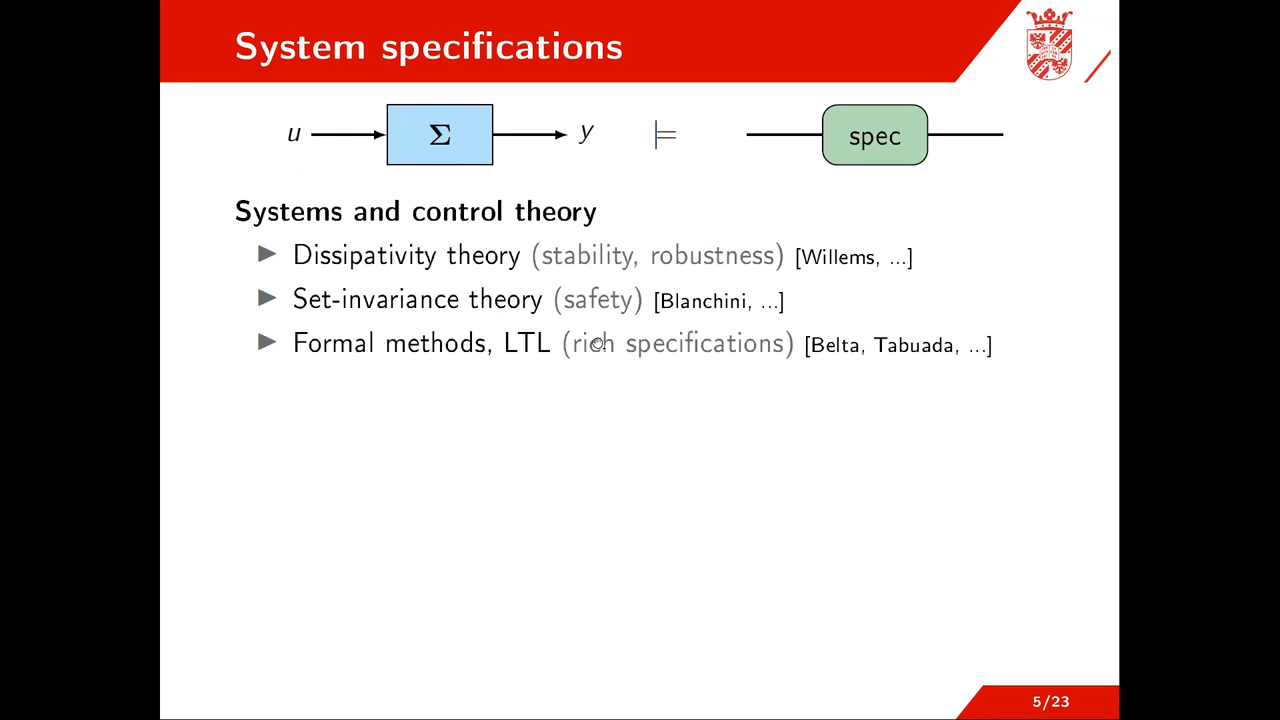 System specifications
u Σ y ⊨ spec
Systems and control theory
▶ Dissipativity theory (stability, robustness) [Willems, ...]
▶ Set-invariance theory (safety) [Blanchini, ...]
▶ Formal methods, LTL (rich specifications) [Belta, Tabuada, ...]
5/23